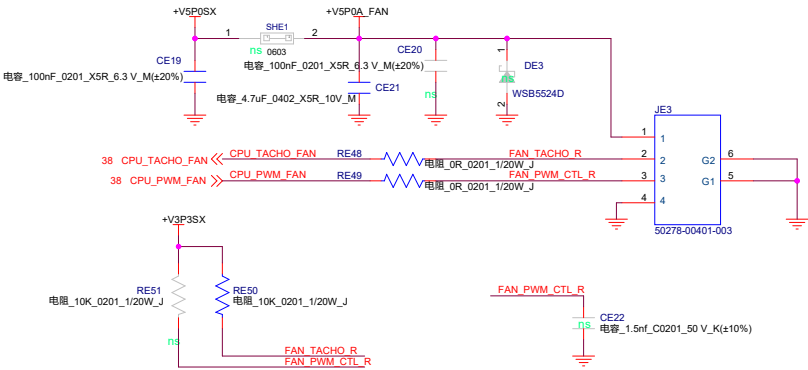 +V5P0SX
+V5P0A_FAN
SHE1
1
2
ns
0603
CE19
电容_100nF_0201_X5R_6.3 V_M(±20%)
CE20
电容_100nF_0201_X5R_6.3 V_M(±20%)
ns
CE21
电容_4.7uF_0402_X5R_10V_M
1
DE3
ns
WSB5524D
2
JE3
1
1
38 CPU_TACHO_FAN
CPU_TACHO_FAN
RE48
电阻_0R_0201_1/20W_J
FAN_TACHO_R
2
2
G2
6
38 CPU_PWM_FAN
CPU_PWM_FAN
RE49
电阻_0R_0201_1/20W_J
FAN_PWM_CTL_R
3
3
G1
5
4
4
50278-00401-003
+V3P3SX
RE51
电阻_10K_0201_1/20W_J
ns
RE50
电阻_10K_0201_1/20W_J
FAN_TACHO_R
FAN_PWM_CTL_R
FAN_PWM_CTL_R
CE22
ns
电容_1.5nf_C0201_50 V_K(±10%)